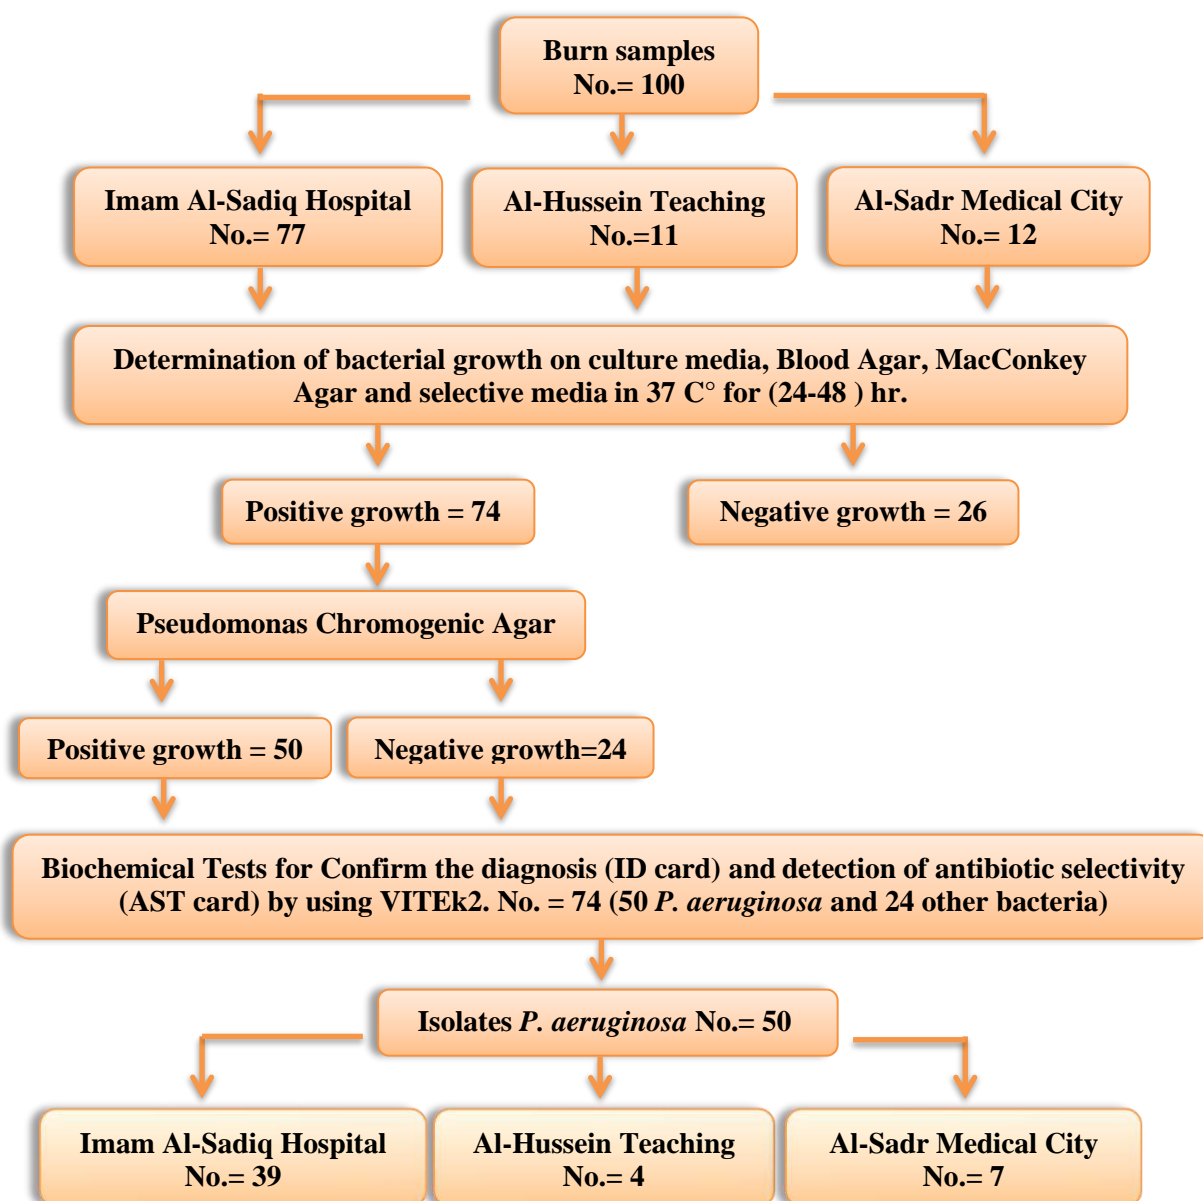 Burn samples
No.= 100
Imam Al-Sadiq Hospital
No.= 77
Al-Hussein Teaching
No.=11
Al-Sadr Medical City
No.= 12
Determination of bacterial growth on culture media, Blood Agar, MacConkey
Agar and selective media in 37 C° for (24-48 ) hr.
Positive growth = 74
Negative growth = 26
Pseudomonas Chromogenic Agar
Positive growth = 50
Negative growth=24
Biochemical Tests for Confirm the diagnosis (ID card) and detection of antibiotic selectivity
(AST card) by using VITEk2. No. = 74 (50 P. aeruginosa and 24 other bacteria)
Isolates P. aeruginosa No.= 50
Imam Al-Sadiq Hospital
No.= 39
Al-Hussein Teaching
No.= 4
Al-Sadr Medical City
No.= 7